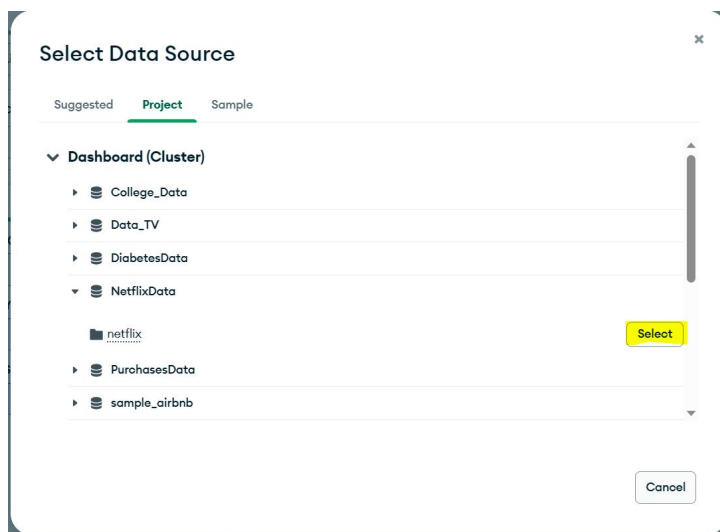 Select Data Source
Suggested Project Sample
Dashboard (Cluster)
College_Data
Data_TV
DiabetesData
NetflixData
netflix Select
PurchasesData
sample_airbnb
Cancel